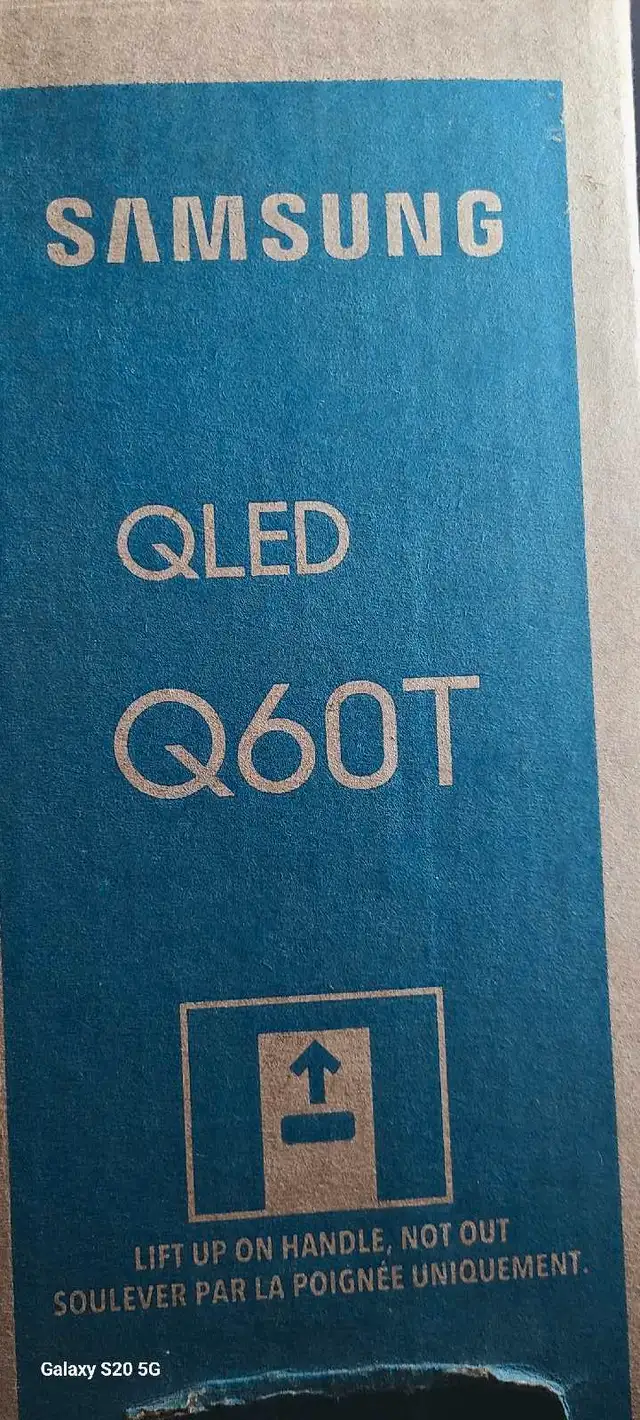 SAMSUNG
QLED
Q60T
LIFT UP ON HANDLE, NOT OUT
SOULEVER PAR LA POIGNÉE UNIQUEMENT.
Galaxy S20 5G